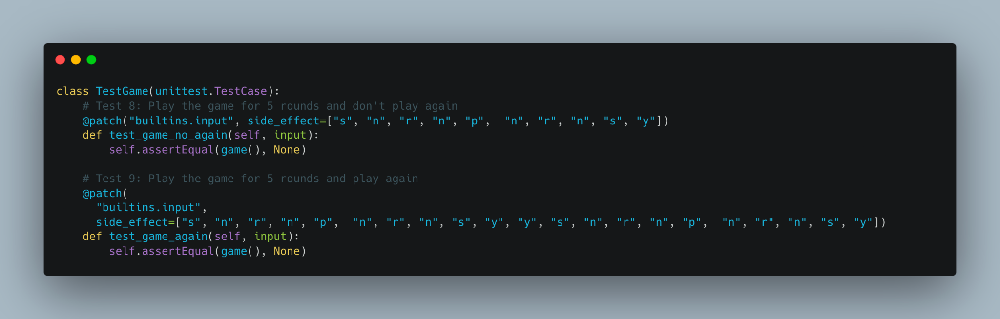 class TestGame(unittest.TestCase):
    # Test 8: Play the game for 5 rounds and don't play again
    @patch("builtins.input", side_effect=["s", "n", "r", "n", "p",  "n", "r", "n", "s", "y"])
    def test_game_no_again(self, input):
        self.assertEqual(game(), None)

    # Test 9: Play the game for 5 rounds and play again
    @patch(
      "builtins.input",
      side_effect=["s", "n", "r", "n", "p",  "n", "r", "n", "s", "y", "y", "s", "n", "r", "n", "p",  "n", "r", "n", "s", "y"])
    def test_game_again(self, input):
        self.assertEqual(game(), None)